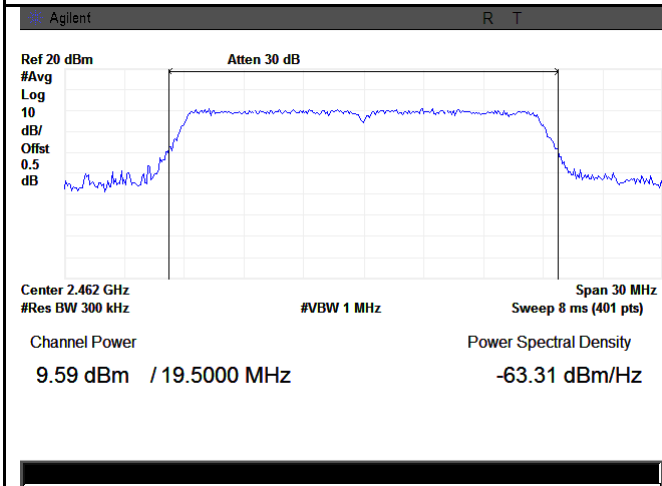 Agilent R T
Ref 20 dBm Atten 30 dB
#Avg
Log
10
dB/
Offst
0.5
dB
Center 2.462 GHz Span 30 MHz
#Res BW 300 kHz #VBW 1 MHz Sweep 8 ms (401 pts)
Channel Power Power Spectral Density
9.59 dBm / 19.5000 MHz -63.31 dBm/Hz